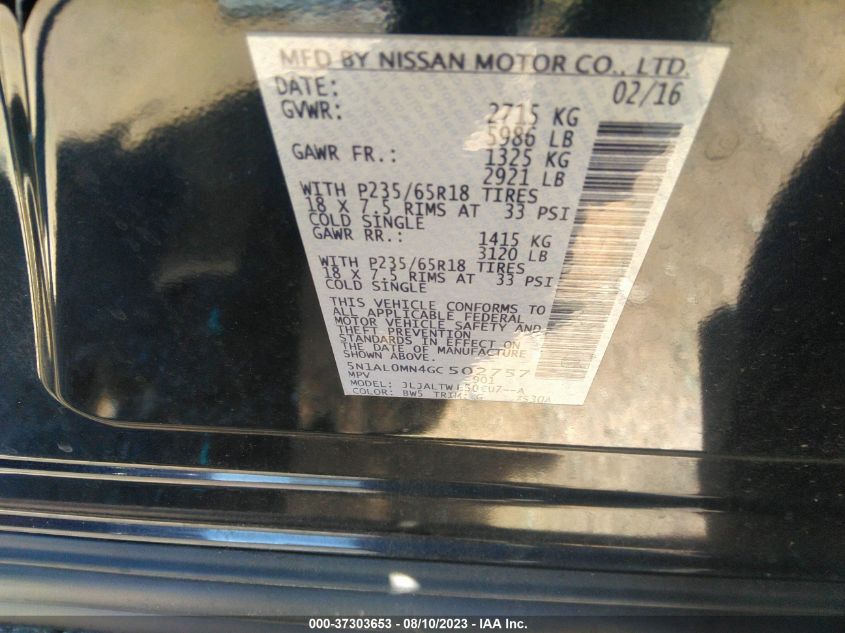 MFD BY NISSAN MOTOR CO., LTD.
DATE: 02/16
GVWR: 2715 KG
5986 LB
GAWR FR.: 1325 KG
2921 LB
WITH P235/65R18 TIRES
18 X 7.5 RIMS AT 33 PSI
COLD SINGLE
GAWR RR.: 1415 KG
3120 LB
WITH P235/65R18 TIRES
18 X 7.5 RIMS AT 33 PSI
COLD SINGLE
THIS VEHICLE CONFORMS TO
ALL APPLICABLE FEDERAL
MOTOR VEHICLE SAFETY AND
THEFT PREVENTION
STANDARDS IN EFFECT ON
THE DATE OF MANUFACTURE
SHOWN ABOVE.
5N1AL0MN4GC 502757
MPV 901
MODEL:
COLOR: BW5 TRIM: G
000-37303653 - 08/10/2023 - IAA Inc.